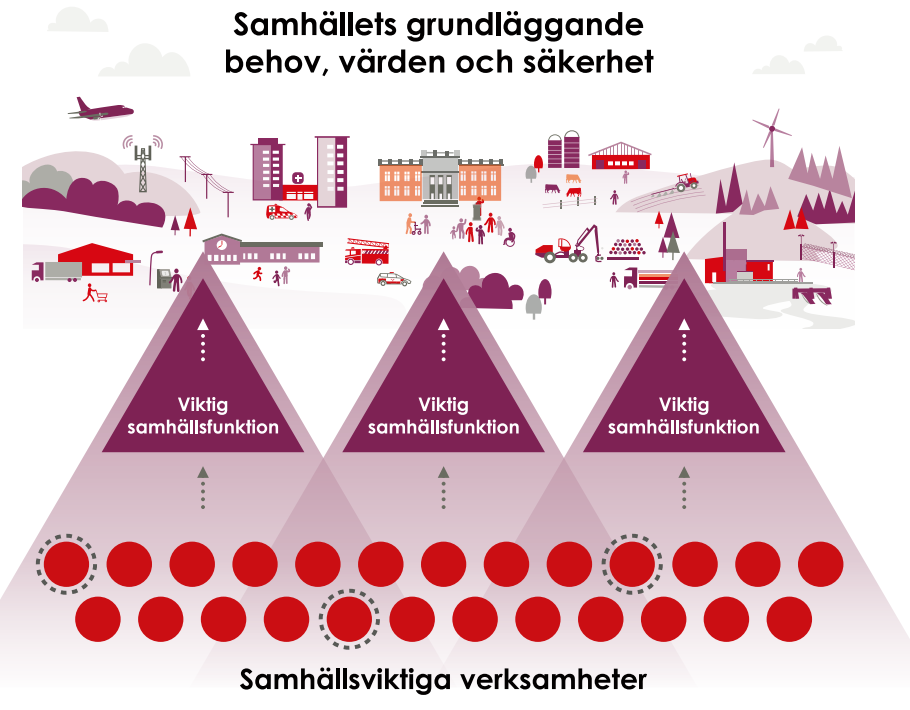 Samhällets grundläggande
behov, värden och säkerhet
Viktig
samhällsfunktion
Viktig
samhällsfunktion
Viktig
samhällsfunktion
Samhällsviktiga verksamheter